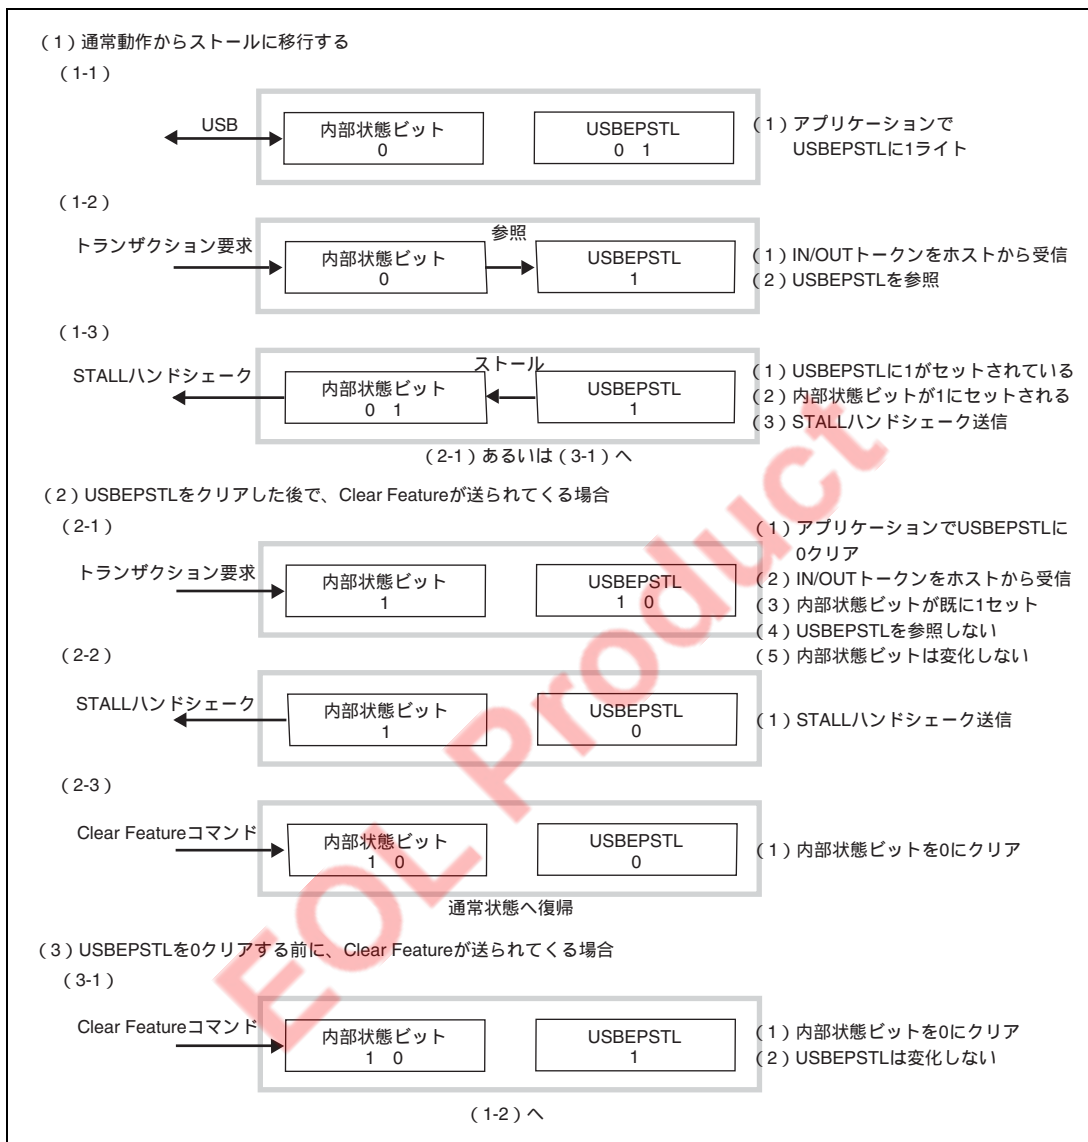 （1）通常動作からストールに移行する
（1-1）
USB
内部状態ビット
0
USBEPSTL
0 1
（1）アプリケーションで
USBEPSTLに1ライト
（1-2）
トランザクション要求
内部状態ビット
0
参照
USBEPSTL
1
（1）IN/OUTトークンをホストから受信
（2）USBEPSTLを参照
（1-3）
STALLハンドシェーク
内部状態ビット
0 1
ストール
USBEPSTL
1
（1）USBEPSTLに1がセットされている
（2）内部状態ビットが1にセットされる
（3）STALLハンドシェーク送信
（2-1）あるいは（3-1）へ
（2）USBEPSTLをクリアした後で、Clear Featureが送られてくる場合
（2-1）
トランザクション要求
内部状態ビット
1
USBEPSTL
1 0
（1）アプリケーションでUSBEPSTLに
0クリア
（2）IN/OUTトークンをホストから受信
（3）内部状態ビットが既に1セット
（4）USBEPSTLを参照しない
（5）内部状態ビットは変化しない
（2-2）
STALLハンドシェーク
内部状態ビット
1
USBEPSTL
0
（1）STALLハンドシェーク送信
（2-3）
Clear Featureコマンド
内部状態ビット
1 0
USBEPSTL
0
（1）内部状態ビットを0にクリア
通常状態へ復帰
（3）USBEPSTLを0クリアする前に、Clear Featureが送られてくる場合
（3-1）
Clear Featureコマンド
内部状態ビット
1 0
USBEPSTL
1
（1）内部状態ビットを0にクリア
（2）USBEPSTLは変化しない
（1-2）へ
EOL Product